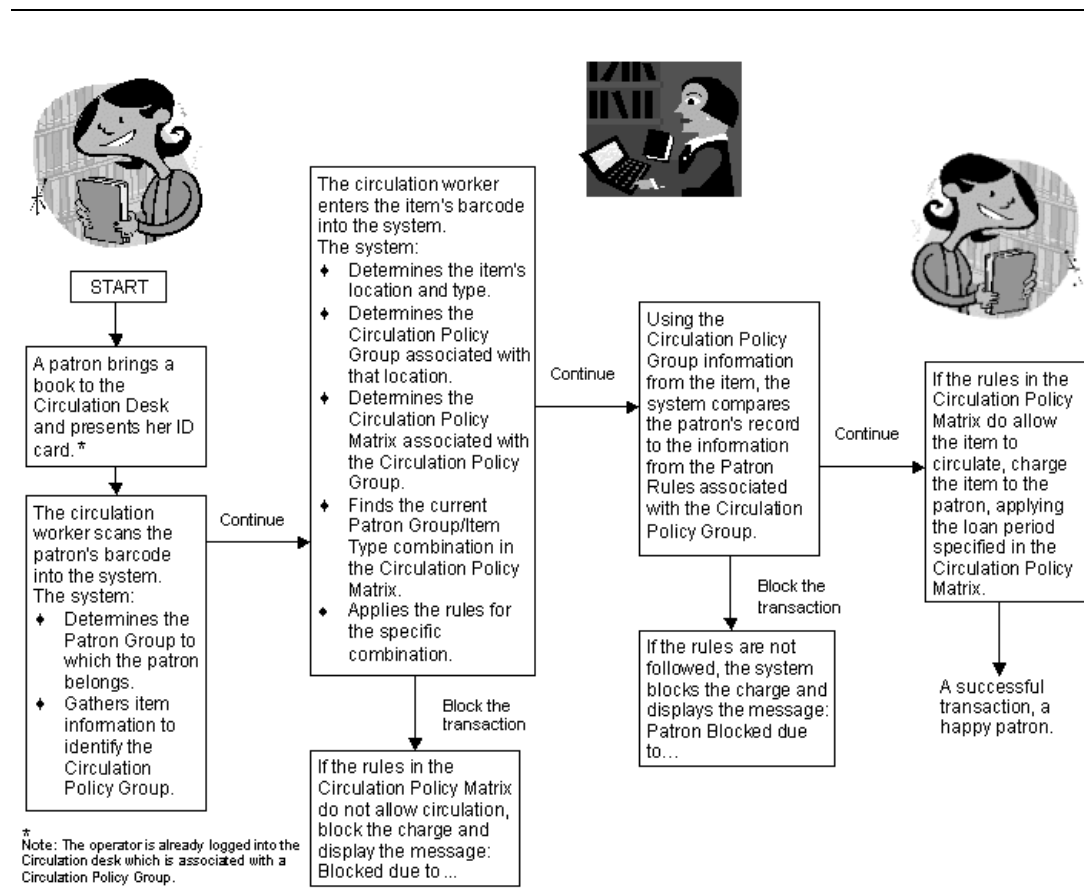 START
A patron brings a
book to the
Circulation Desk
and presents her ID
card. *
The circulation
worker scans the
patron's barcode
into the system.
The system:
♦ Determines the
Patron Group to
which the patron
belongs.
♦ Gathers item
information to
identify the
Circulation
Policy Group.
*
Note: The operator is already logged into the
Circulation desk which is associated with a
Circulation Policy Group.
Continue
The circulation worker
enters the item's barcode
into the system.
The system:
♦ Determines the item's
location and type.
♦ Determines the
Circulation Policy
Group associated with
that location.
♦ Determines the
Circulation Policy
Matrix associated with
the Circulation Policy
Group.
♦ Finds the current
Patron Group/Item
Type combination in
the Circulation Policy
Matrix.
♦ Applies the rules for
the specific
combination.
Block the
transaction
If the rules in the
Circulation Policy Matrix
do not allow circulation,
block the charge and
display the message:
Blocked due to ...
Continue
Using the
Circulation Policy
Group information
from the item, the
system compares
the patron's record
to the information
from the Patron
Rules associated
with the Circulation
Policy Group.
Block the
transaction
If the rules are not
followed, the system
blocks the charge and
displays the message:
Patron Blocked due
to...
Continue
If the rules in the
Circulation Policy
Matrix do allow
the item to
circulate, charge
the item to the
patron, applying
the loan period
specified in the
Circulation Policy
Matrix.
A successful
transaction, a
happy patron.